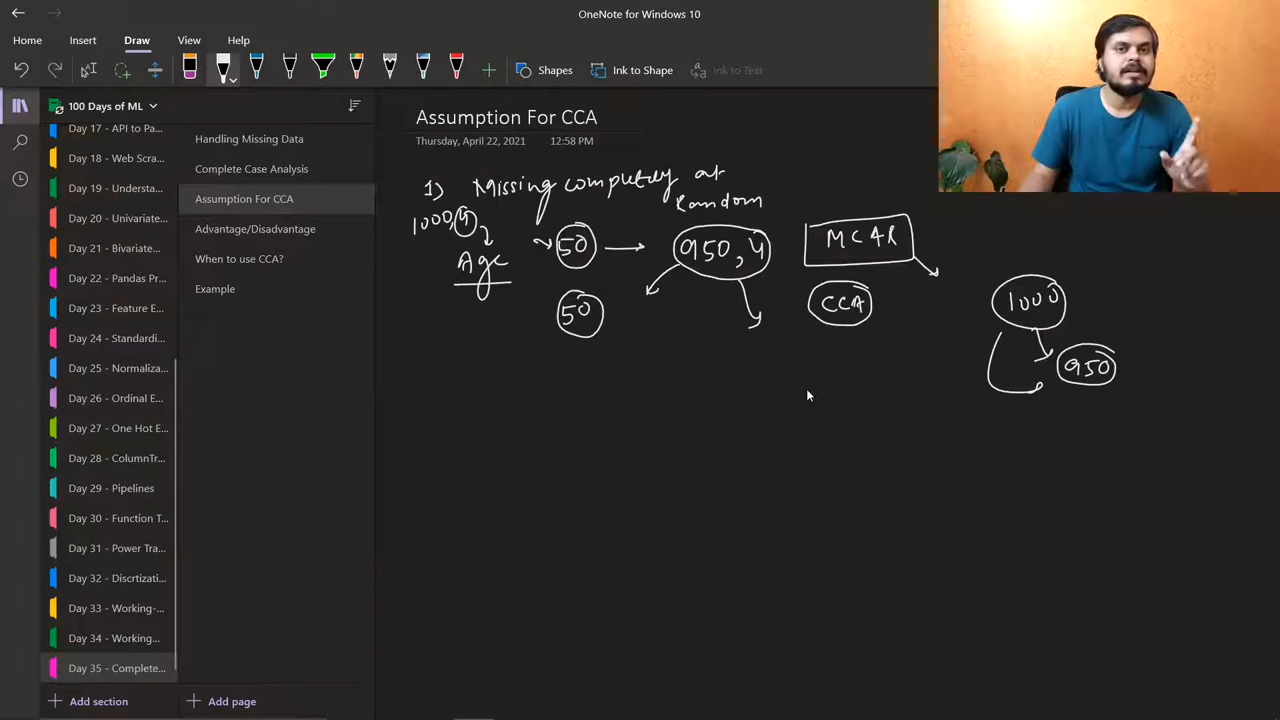 OneNote for Windows 10
Home
Insert
Draw
View
Help
Shapes
Ink to Shape
Ink to Text
100 Days of ML
Day 17 - API to Pa...
Day 18 - Web Scra...
Day 19 - Understa...
Day 20 - Univariate...
Day 21 - Bivariate...
Day 22 - Pandas Pr...
Day 23 - Feature E...
Day 24 - Standardi...
Day 25 - Normaliza...
Day 26 - Ordinal E...
Day 27 - One Hot E...
Day 28 - ColumnTr...
Day 29 - Pipelines
Day 30 - Function T...
Day 31 - Power Tra...
Day 32 - Discrtizati...
Day 33 - Working-...
Day 34 - Working...
Day 35 - Complete...
Add section
Handling Missing Data
Complete Case Analysis
Assumption For CCA
Advantage/Disadvantage
When to use CCA?
Example
Add page
Assumption For CCA
Thursday, April 22, 2021 12:58 PM
1) Missing completely at
Random
1000, 4
Age
50
950, 4
MCAR
50
CCA
1000
950